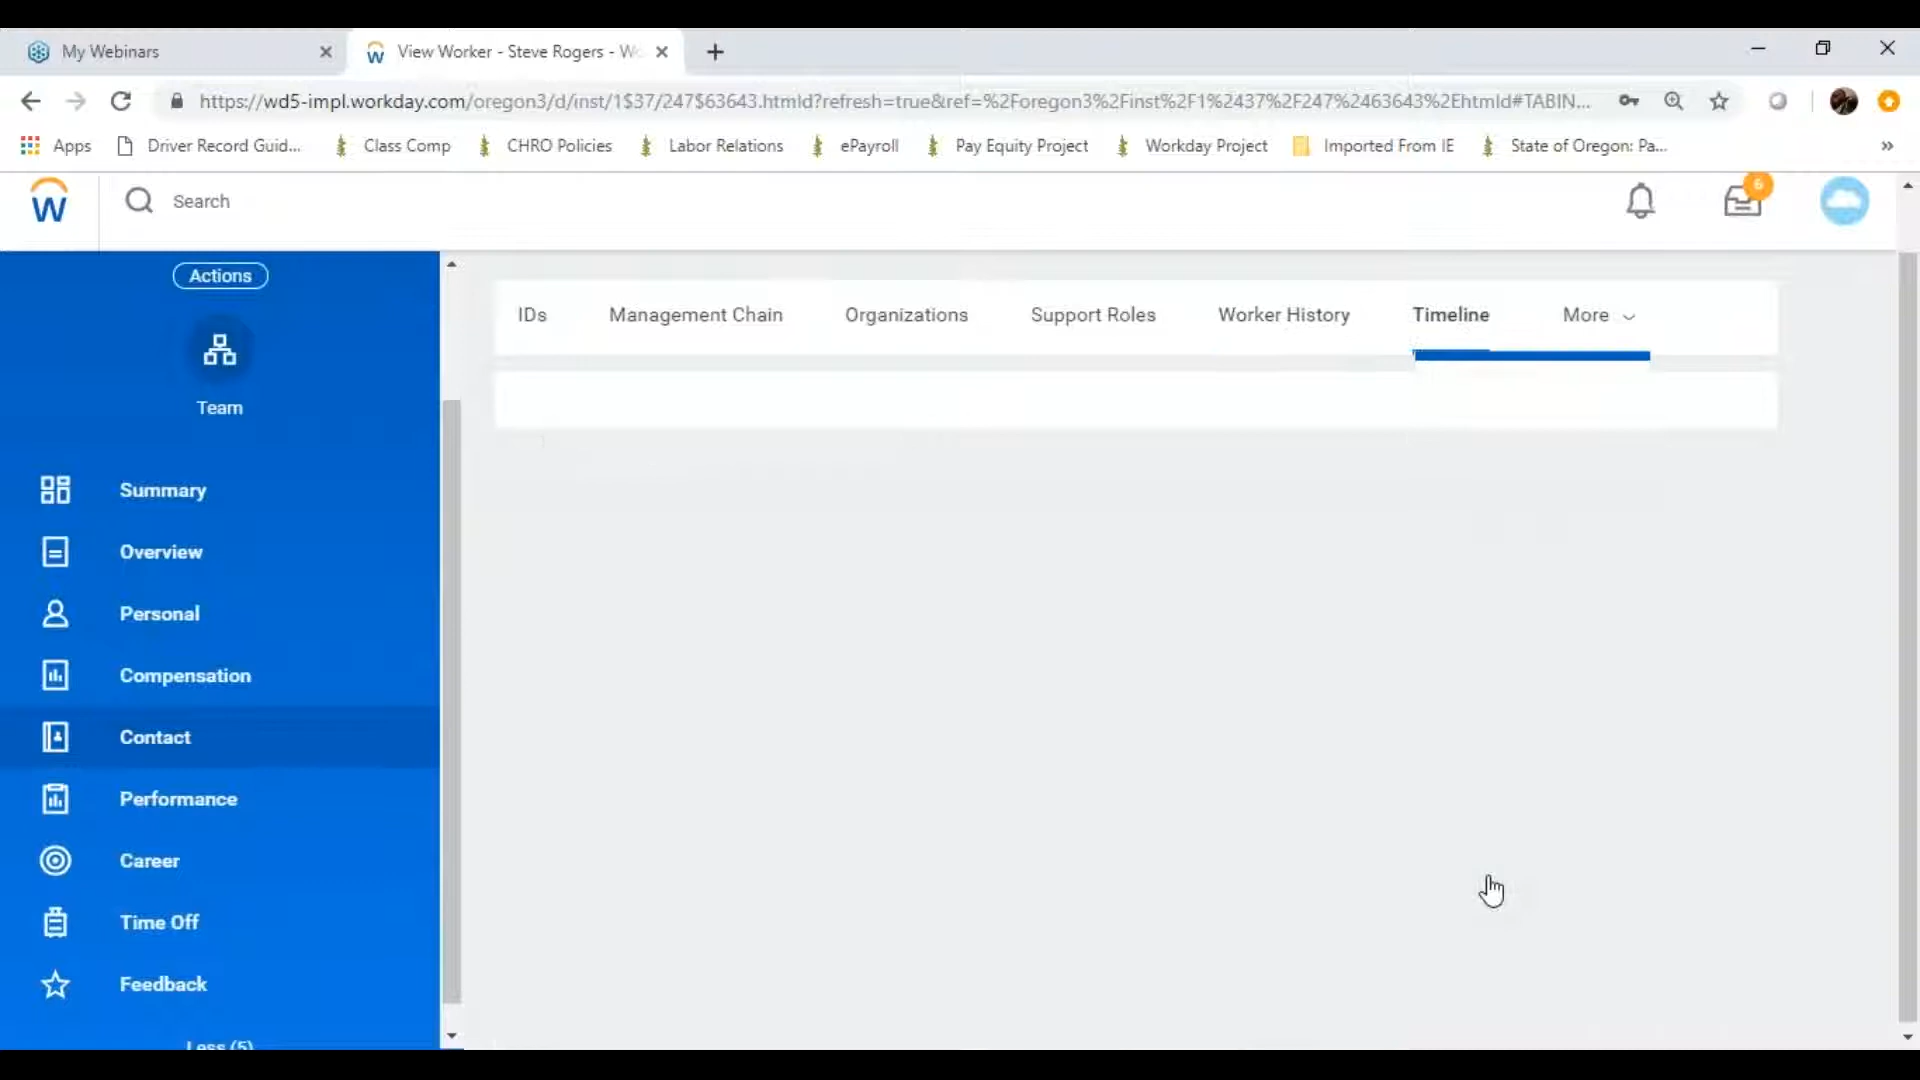 My Webinars
View Worker - Steve Rogers - Wo
https://wd5-impl.workday.com/oregon3/d/inst/1$37/247$63643.htmld?refresh=true&ref=%2Foregon3%2Finst%2F1%2437%2F247%2463643%2Ehtmld#TABIN...
Apps Driver Record Guid... Class Comp CHRO Policies Labor Relations ePayroll Pay Equity Project Workday Project Imported From IE State of Oregon: Pa... »
W Search 6
Actions
IDs Management Chain Organizations Support Roles Worker History Timeline More
Team
Summary
Overview
Personal
Compensation
Contact
Performance
Career
Time Off
Feedback
Less (5)